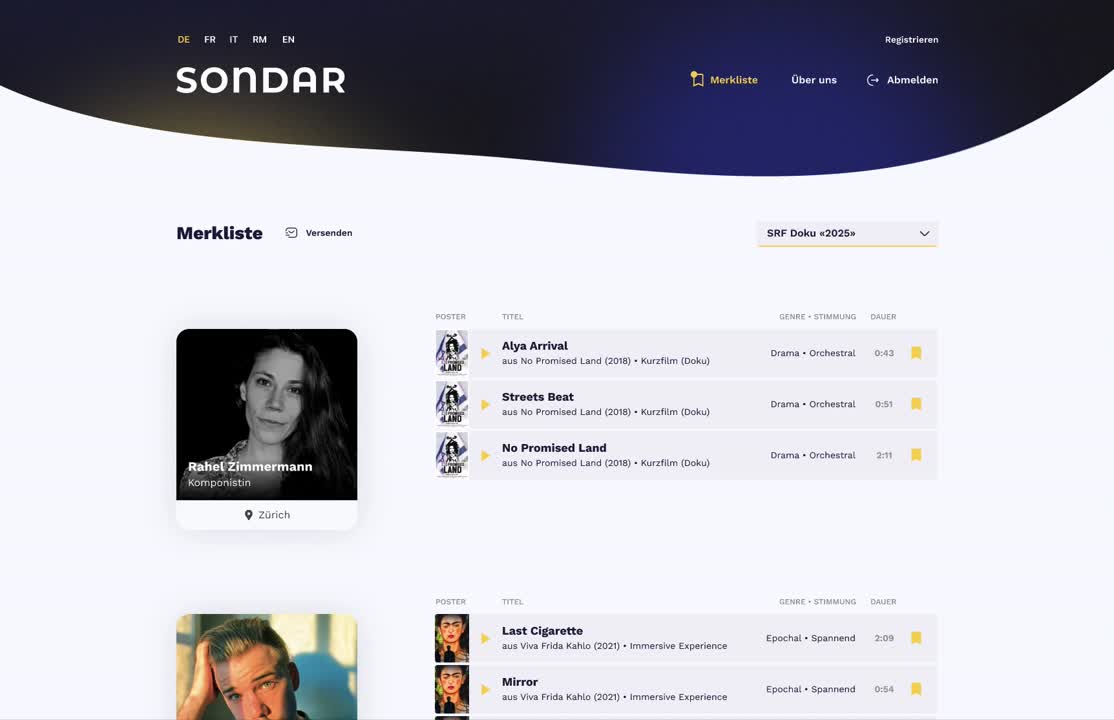 DE FR IT RM EN
Registrieren
SONDAR
Merkliste Über uns Abmelden
Merkliste Versenden
SRF Doku «2025»
POSTER TITEL GENRE • STIMMUNG DAUER
Alya Arrival
aus No Promised Land (2018) • Kurzfilm (Doku)
Drama • Orchestral 0:43
Streets Beat
aus No Promised Land (2018) • Kurzfilm (Doku)
Drama • Orchestral 0:51
No Promised Land
aus No Promised Land (2018) • Kurzfilm (Doku)
Drama • Orchestral 2:11
Rahel Zimmermann
Komponistin
Zürich
POSTER TITEL GENRE • STIMMUNG DAUER
Last Cigarette
aus Viva Frida Kahlo (2021) • Immersive Experience
Epochal • Spannend 2:09
Mirror
aus Viva Frida Kahlo (2021) • Immersive Experience
Epochal • Spannend 0:54